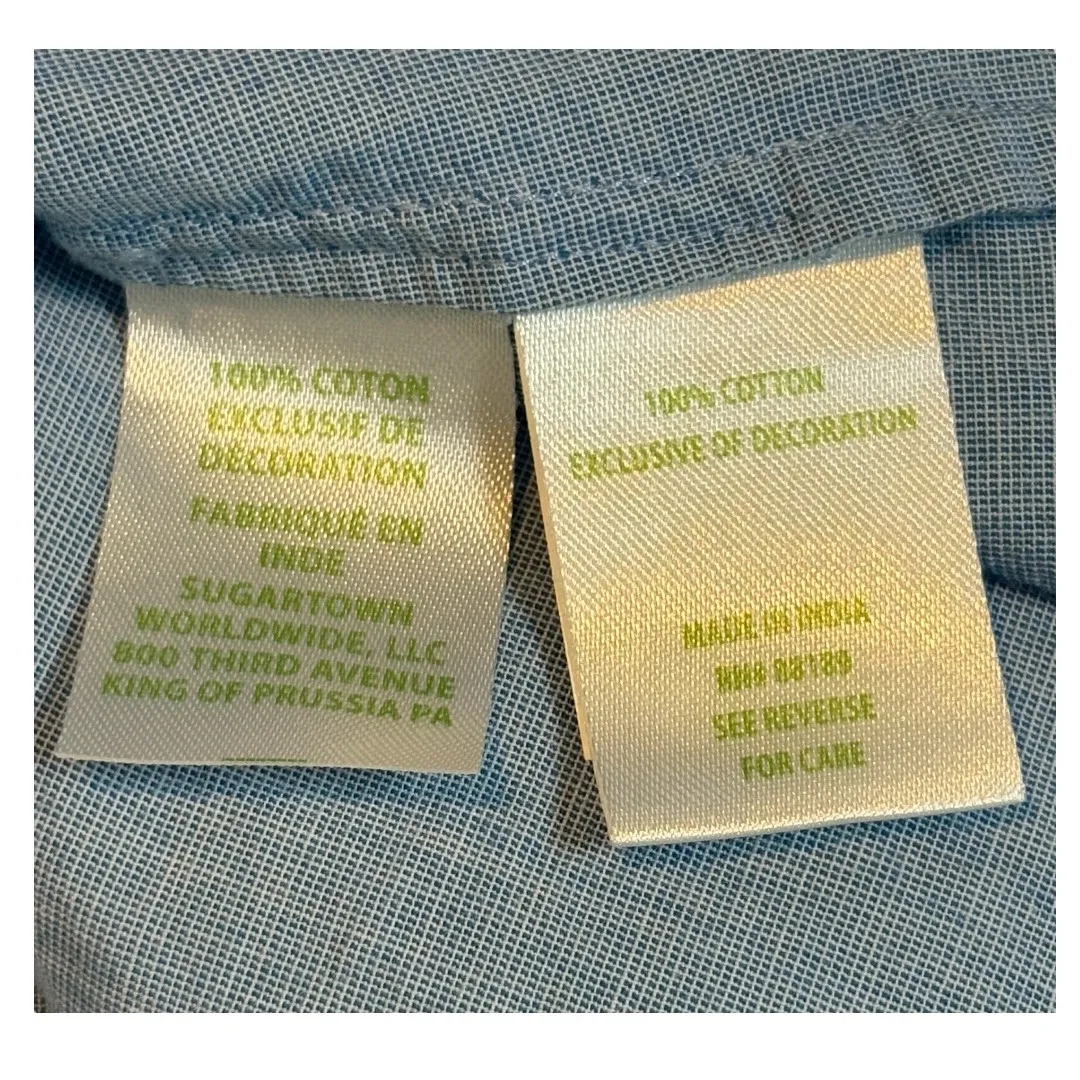 100% COTON
EXCLUSIF DE
DECORATION
FABRIQUÉ EN
INDE
SUGARTOWN
WORLDWIDE, LLC
800 THIRD AVENUE
KING OF PRUSSIA PA
100% COTTON
EXCLUSIVE OF DECORATION
MADE IN INDIA
RN#
SEE REVERSE
FOR CARE